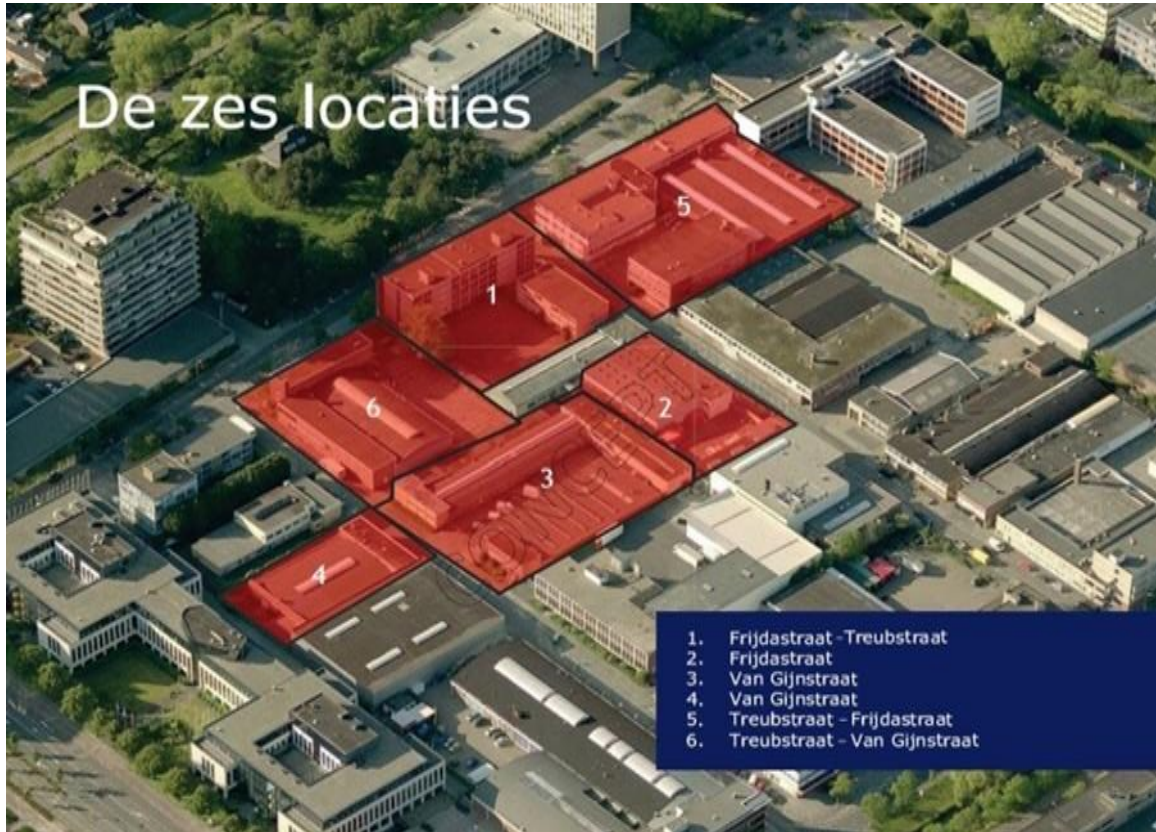 De zes locaties
5
1
2
6
3
4
CONCEPT
1. Frijdastraat - Treubstraat
2. Frijdastraat
3. Van Gijnstraat
4. Van Gijnstraat
5. Treubstraat - Frijdastraat
6. Treubstraat - Van Gijnstraat